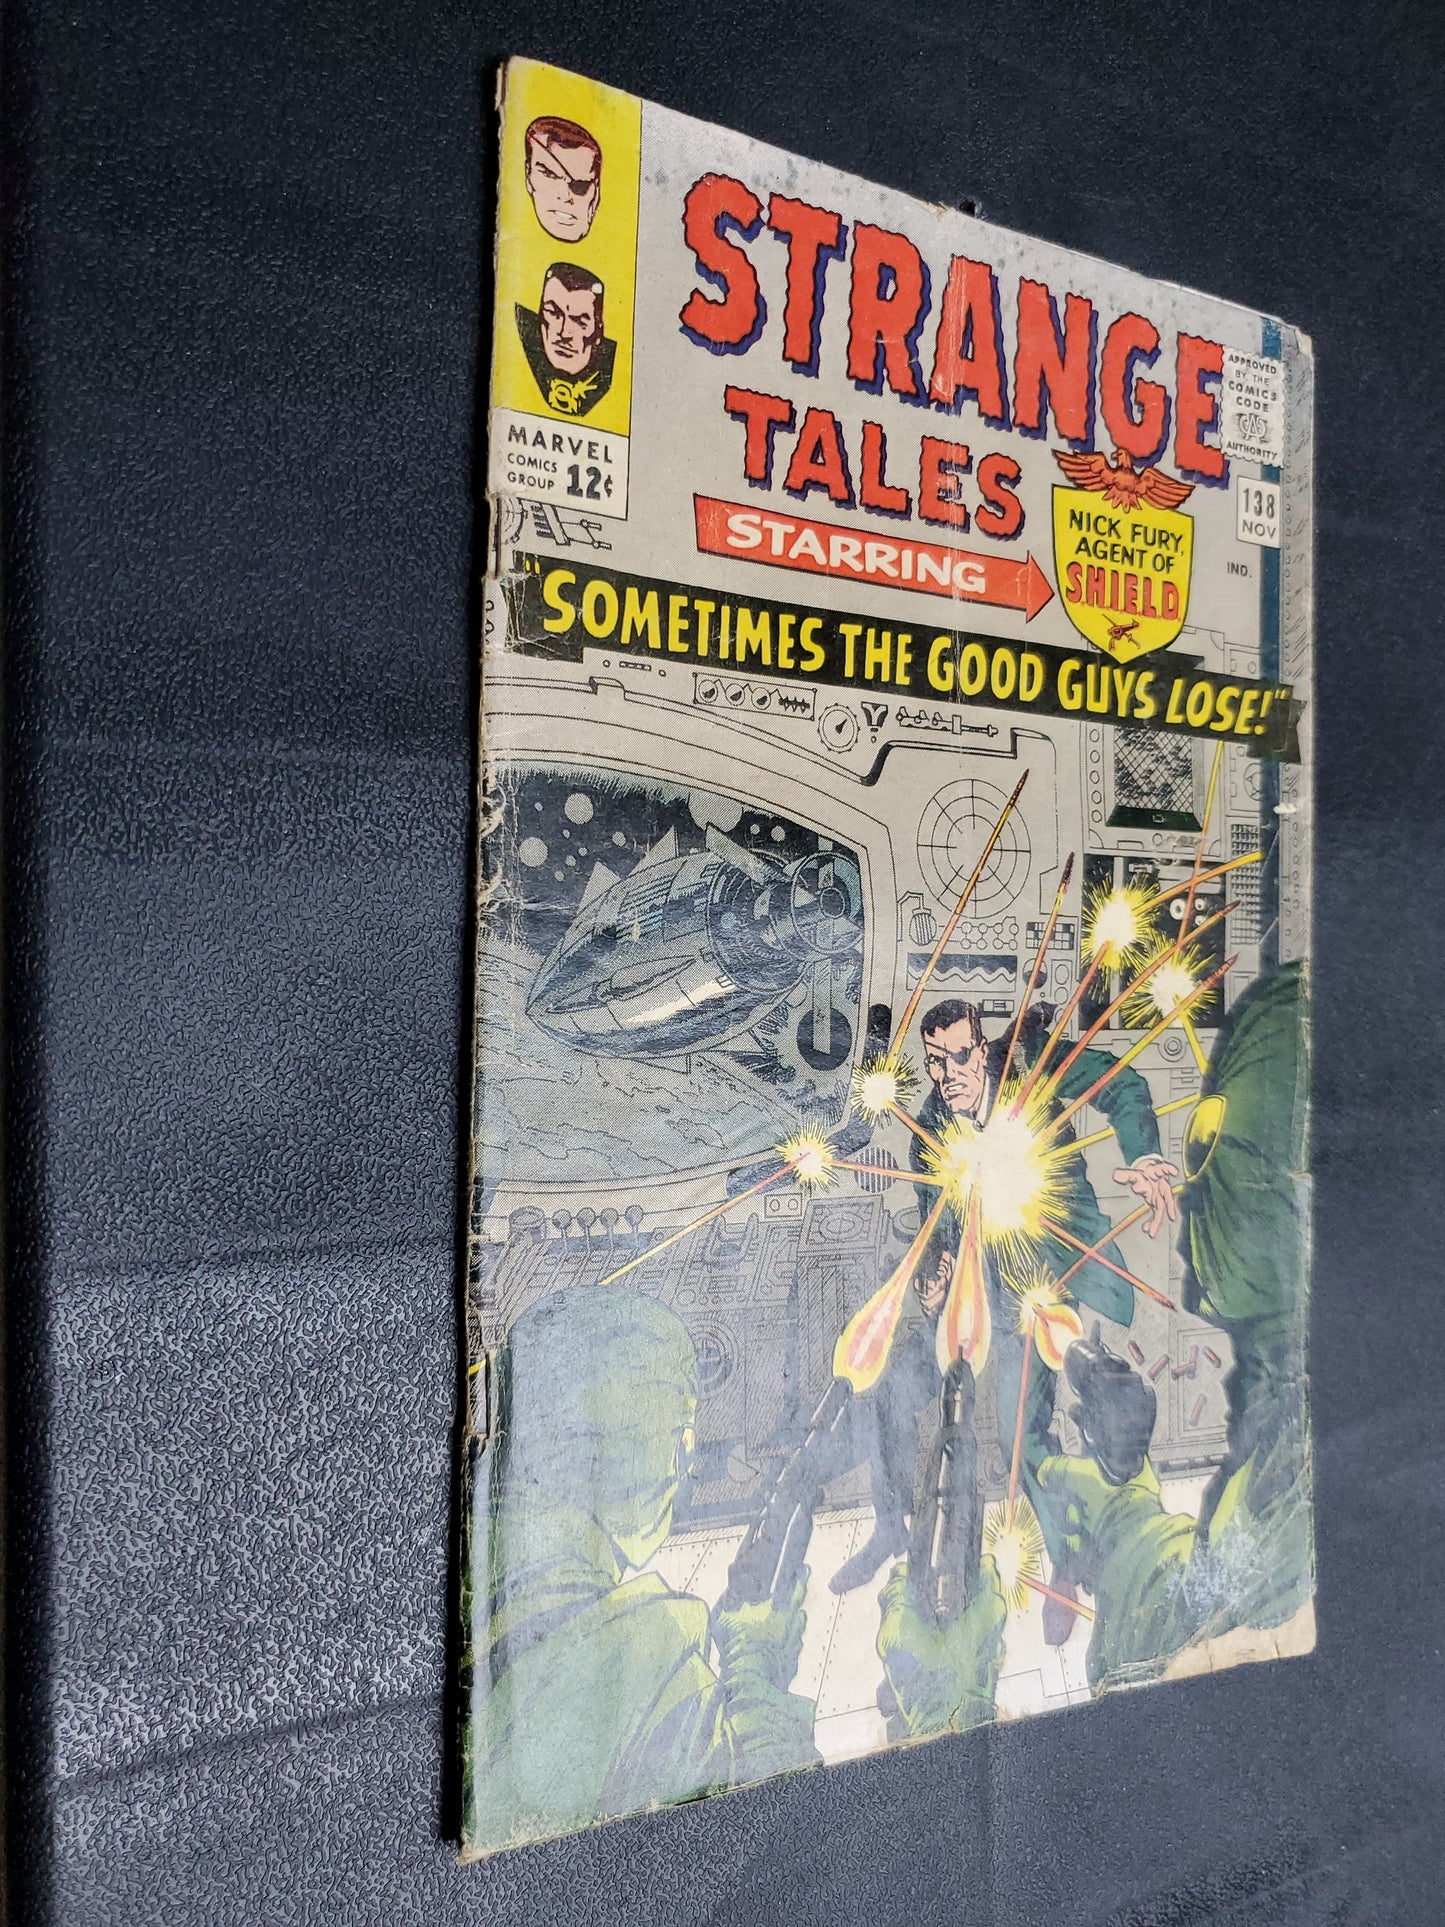 STRANGE
TALES
STARRING
NICK FURY,
AGENT OF
SHIELD
MARVEL
COMICS
GROUP 12¢
APPROVED
BY THE
COMICS
CODE
AUTHORITY
138
NOV
IND.
"SOMETIMES THE GOOD GUYS LOSE!"